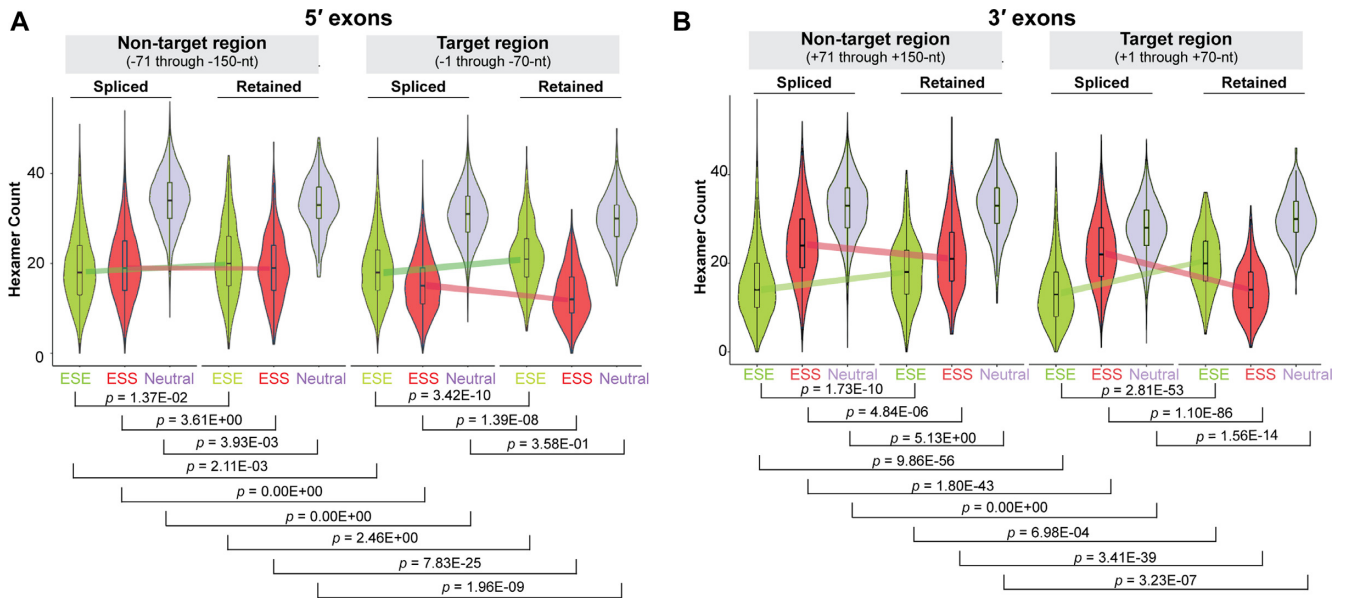 A
5′ exons
Non-target region
(-71 through -150-nt)
Target region
(-1 through -70-nt)
Spliced
Retained
Spliced
Retained
Hexamer Count
40
20
0
ESE ESS Neutral ESE ESS Neutral ESE ESS Neutral ESE ESS Neutral
p = 1.37E-02
p = 3.42E-10
p = 3.61E+00
p = 1.39E-08
p = 3.93E-03
p = 3.58E-01
p = 2.11E-03
p = 0.00E+00
p = 0.00E+00
p = 2.46E+00
p = 7.83E-25
p = 1.96E-09
B
3′ exons
Non-target region
(+71 through +150-nt)
Target region
(+1 through +70-nt)
Spliced
Retained
Spliced
Retained
Hexamer Count
40
20
0
ESE ESS Neutral ESE ESS Neutral ESE ESS Neutral ESE ESS Neutral
p = 1.73E-10
p = 2.81E-53
p = 4.84E-06
p = 1.10E-86
p = 5.13E+00
p = 1.56E-14
p = 9.86E-56
p = 1.80E-43
p = 0.00E+00
p = 6.98E-04
p = 3.41E-39
p = 3.23E-07